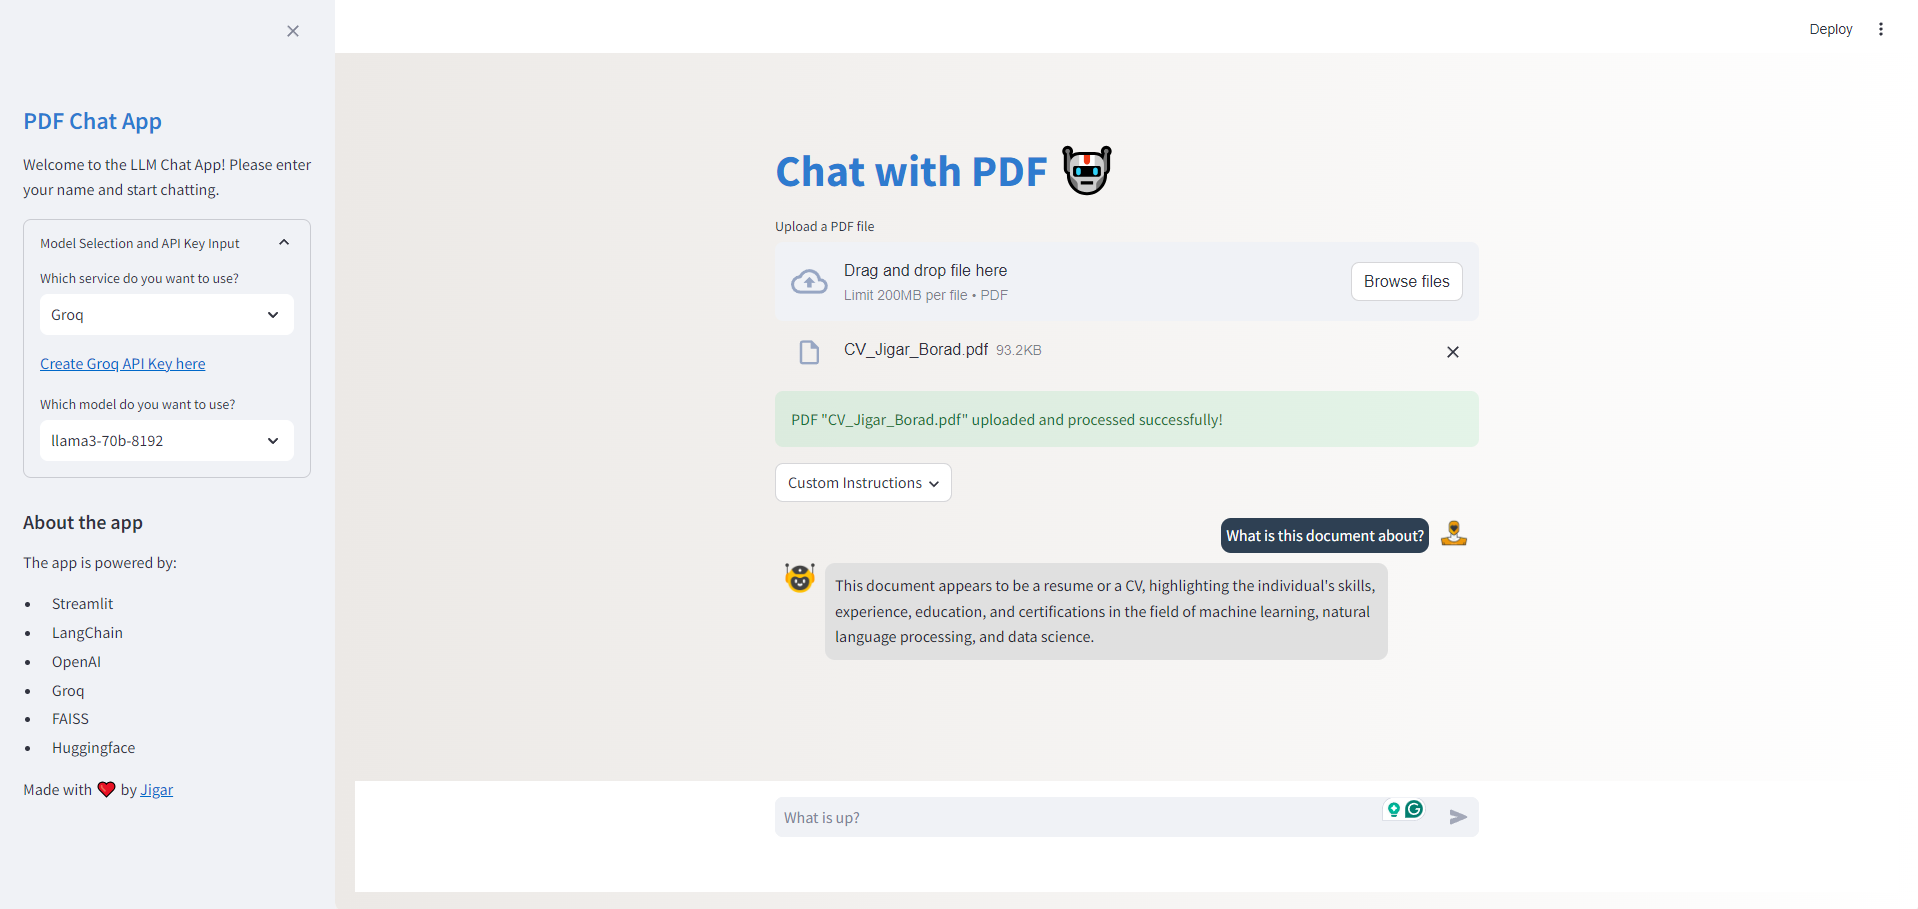 Deploy
PDF Chat App
Welcome to the LLM Chat App! Please enter
your name and start chatting.
Model Selection and API Key Input
Which service do you want to use?
Groq
Create Groq API Key here
Which model do you want to use?
llama3-70b-8192
About the app
The app is powered by:
• Streamlit
• LangChain
• OpenAI
• Groq
• FAISS
• Huggingface
Made with ❤️ by Jigar
Chat with PDF
Upload a PDF file
Drag and drop file here
Limit 200MB per file • PDF
Browse files
CV_Jigar_Borad.pdf 93.2KB
PDF "CV_Jigar_Borad.pdf" uploaded and processed successfully!
Custom Instructions
What is this document about?
This document appears to be a resume or a CV, highlighting the individual's skills,
experience, education, and certifications in the field of machine learning, natural
language processing, and data science.
What is up?